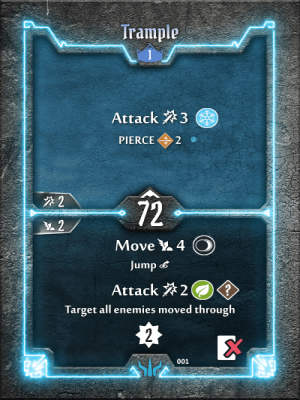 Trample
1
Attack 3
PIERCE 2
2
72
2
Move 4
Jump
Attack 2 ?
Target all enemies moved through
2
001